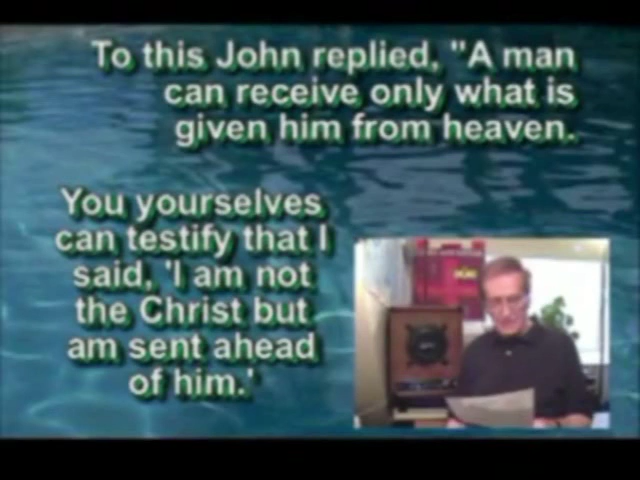 To this John replied, "A man
can receive only what is
given him from heaven.
You yourselves
can testify that I
said, 'I am not
the Christ but
am sent ahead
of him.'